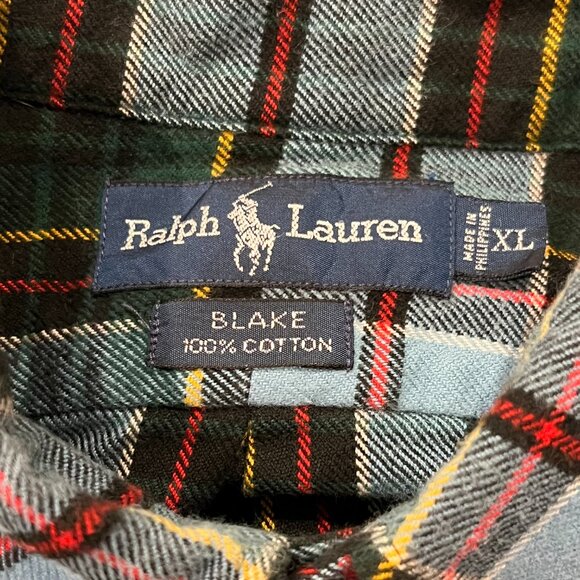 Ralph Lauren
MADE IN
PHILIPPINES
XL
BLAKE
100% COTTON